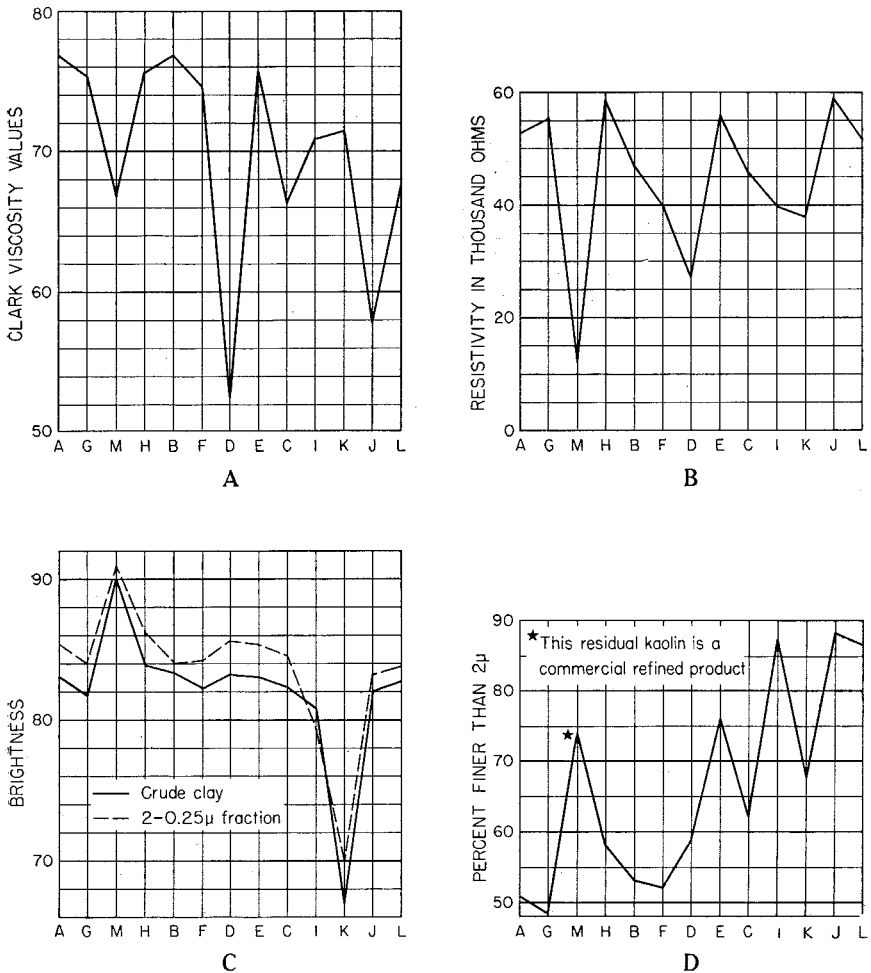 80
70
60
50
CLARK VISCOSITY VALUES
A G M H B F D E C I K J L
A
60
40
20
0
RESISTIVITY IN THOUSAND OHMS
A G M H B F D E C I K J L
B
90
80
70
BRIGHTNESS
Crude clay
2-0.25μ fraction
A G M H B F D E C I K J L
C
90
80
70
60
50
PERCENT FINER THAN 2μ
★This residual kaolin is a
commercial refined product
★
A G M H B F D E C I K J L
D